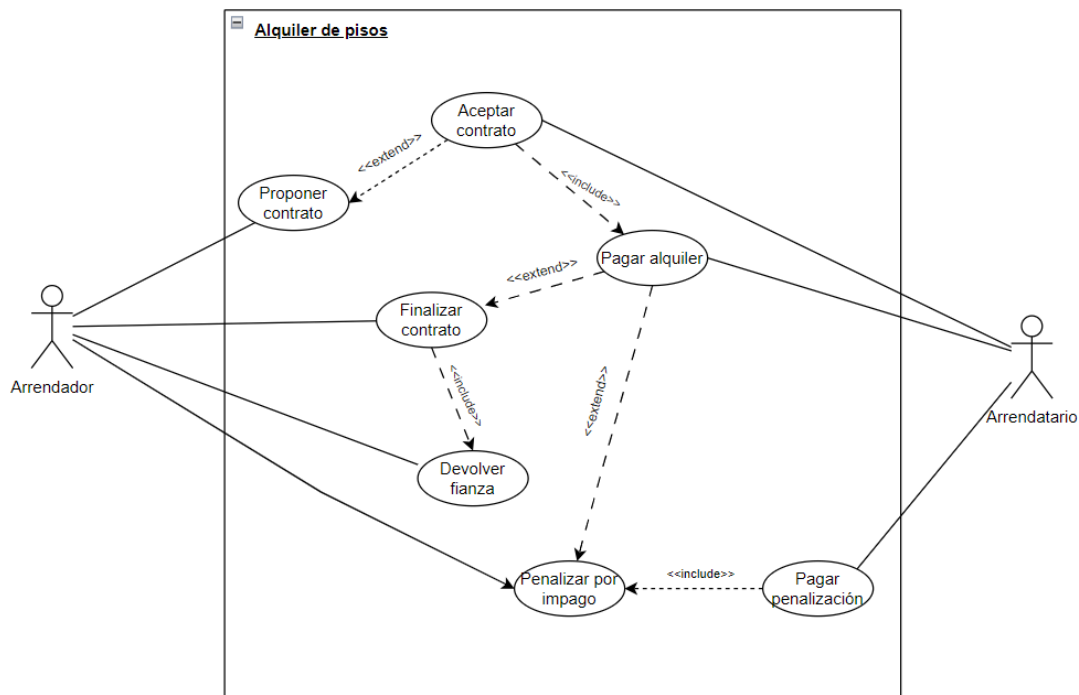 Alquiler de pisos
Aceptar
contrato
<<extend>>
<<include>>
Proponer
contrato
Pagar alquiler
<<extend>>
Finalizar
contrato
<<include>>
<<extend>>
Arrendador
Arrendatario
Devolver
fianza
Penalizar por
impago
<<include>>
Pagar
penalización